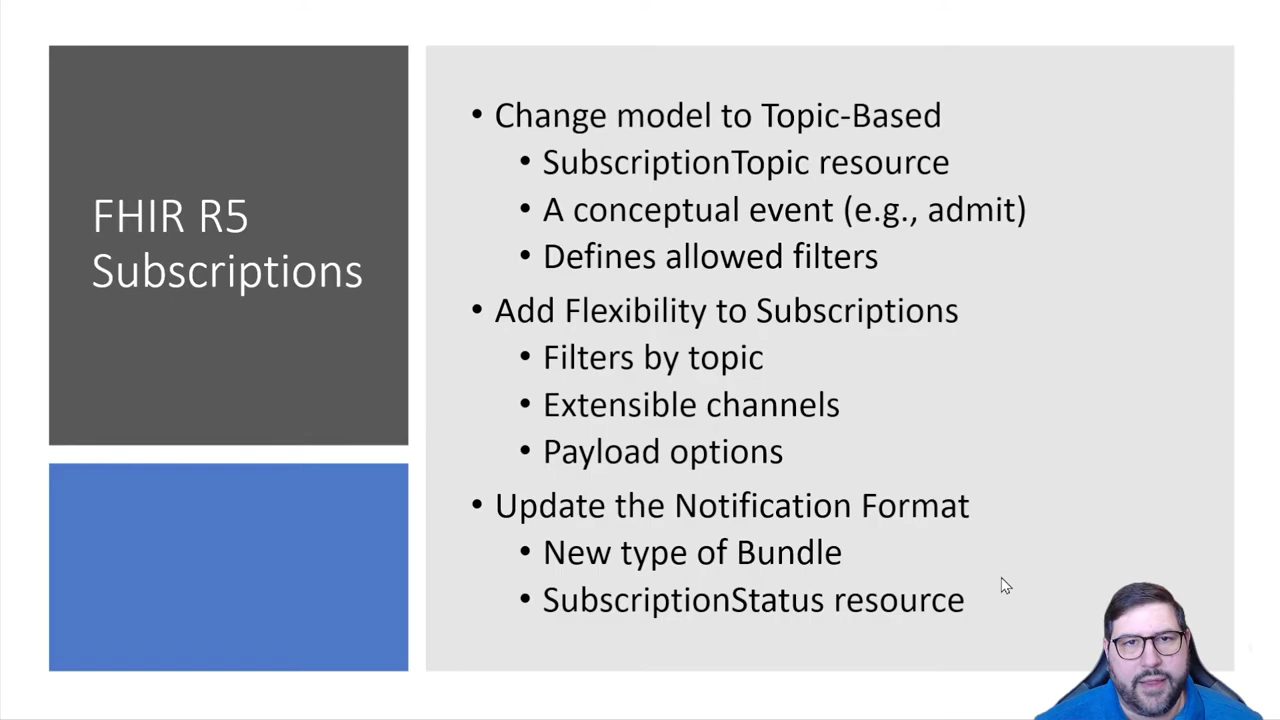 FHIR R5
Subscriptions
• Change model to Topic-Based
• SubscriptionTopic resource
• A conceptual event (e.g., admit)
• Defines allowed filters
• Add Flexibility to Subscriptions
• Filters by topic
• Extensible channels
• Payload options
• Update the Notification Format
• New type of Bundle
• SubscriptionStatus resource